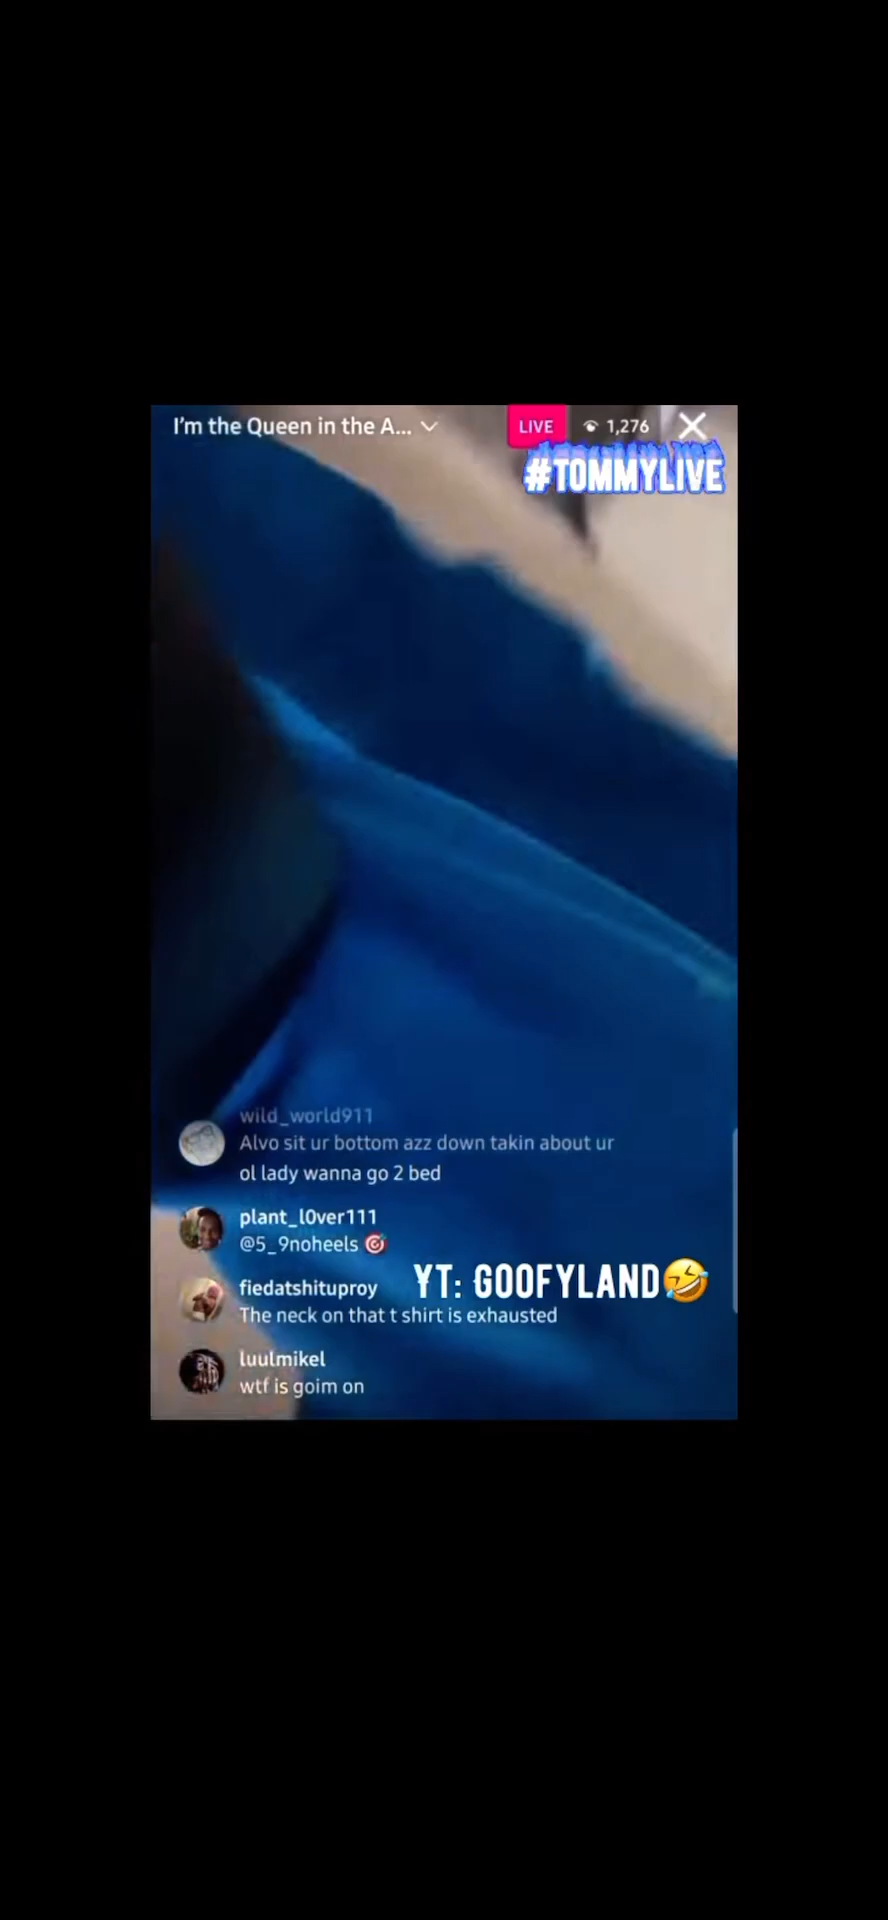 I'm the Queen in the A...
LIVE
1,276
#TOMMYLIVE
wild_world911
Alvo sit ur bottom azz down takin about ur
ol lady wanna go 2 bed
plant_l0ver111
@5_9noheels 🎯
YT: GOOFYLAND🤣
fiedatshituproy
The neck on that t shirt is exhausted
luulmikel
wtf is goim on